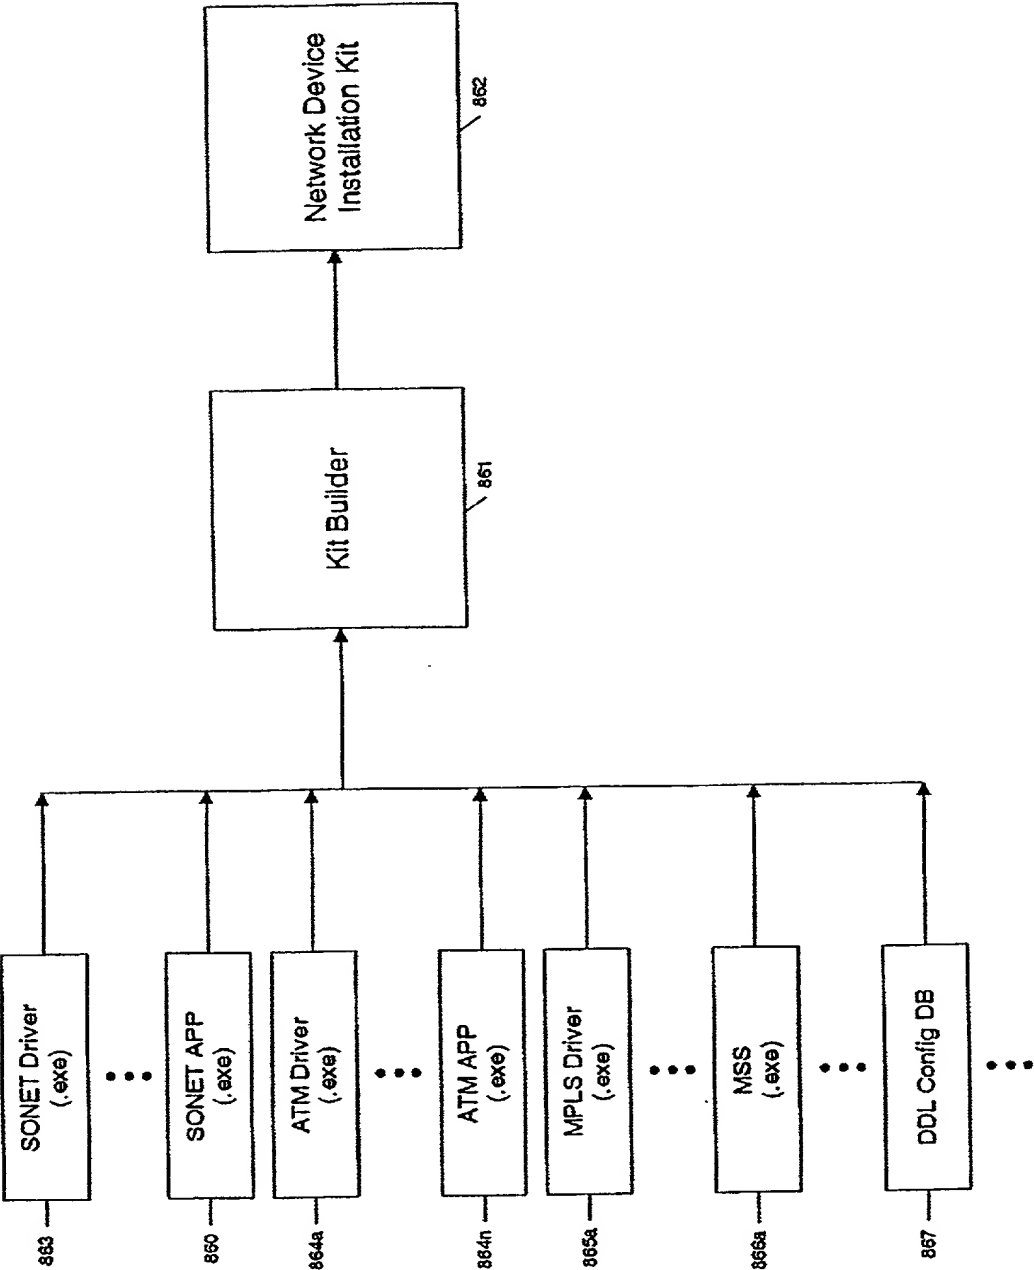 863
SONET Driver
(.exe)
860
SONET APP
(.exe)
864a
ATM Driver
(.exe)
864n
ATM APP
(.exe)
865a
MPLS Driver
(.exe)
866a
MSS
(.exe)
867
DDL Config DB
Kit Builder
861
Network Device
Installation Kit
862